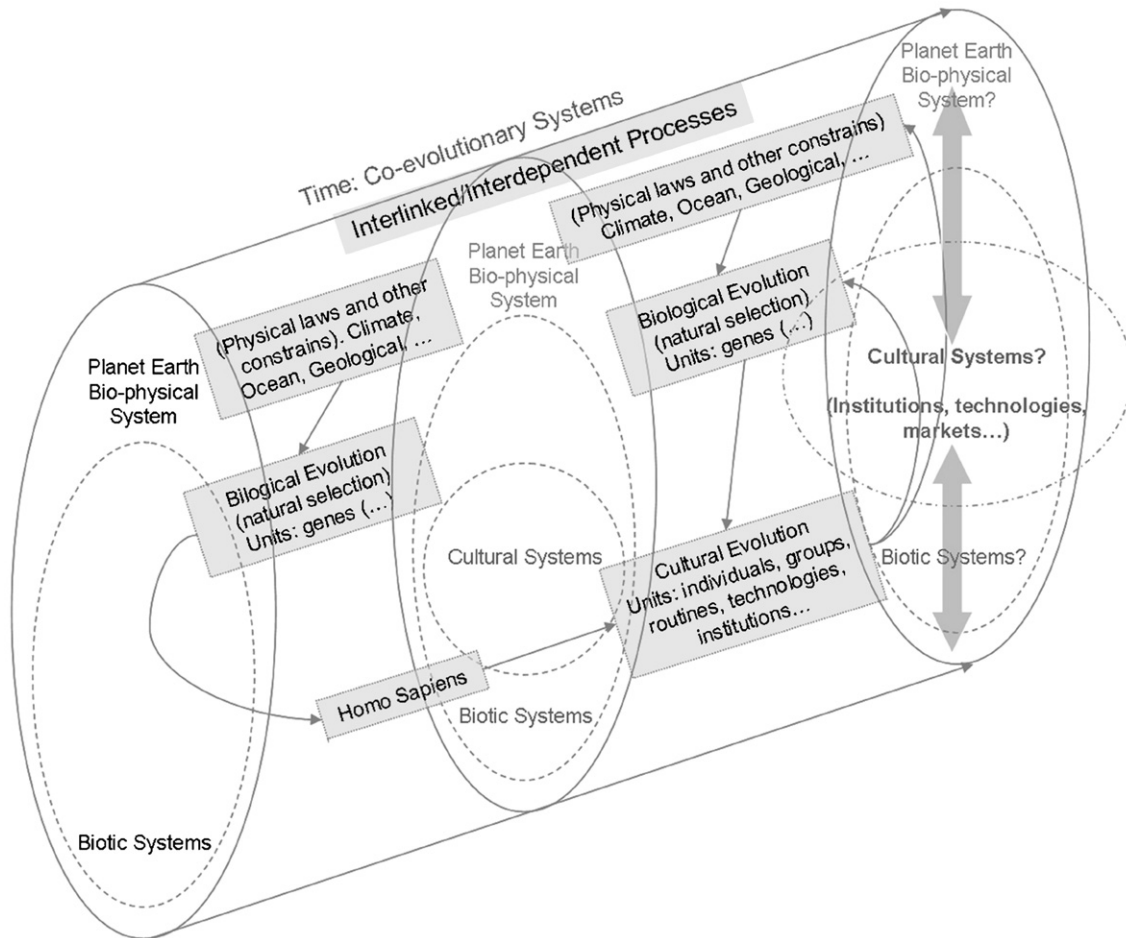 Time: Co-evolutionary Systems
Interlinked/Interdependent Processes
Planet Earth
Bio-physical
System
(Physical laws and other
constrains). Climate,
Ocean, Geological, …
Bilogical Evolution
(natural selection)
Units: genes (…)
Biotic Systems
Homo Sapiens
Planet Earth
Bio-physical
System
Cultural Systems
Biotic Systems
(Physical laws and other constrains)
Climate, Ocean, Geological, …
Biological Evolution
(natural selection)
Units: genes (…)
Cultural Evolution
Units: individuals, groups,
routines, technologies,
institutions…
Planet Earth
Bio-physical
System?
Cultural Systems?
(Institutions, technologies,
markets…)
Biotic Systems?